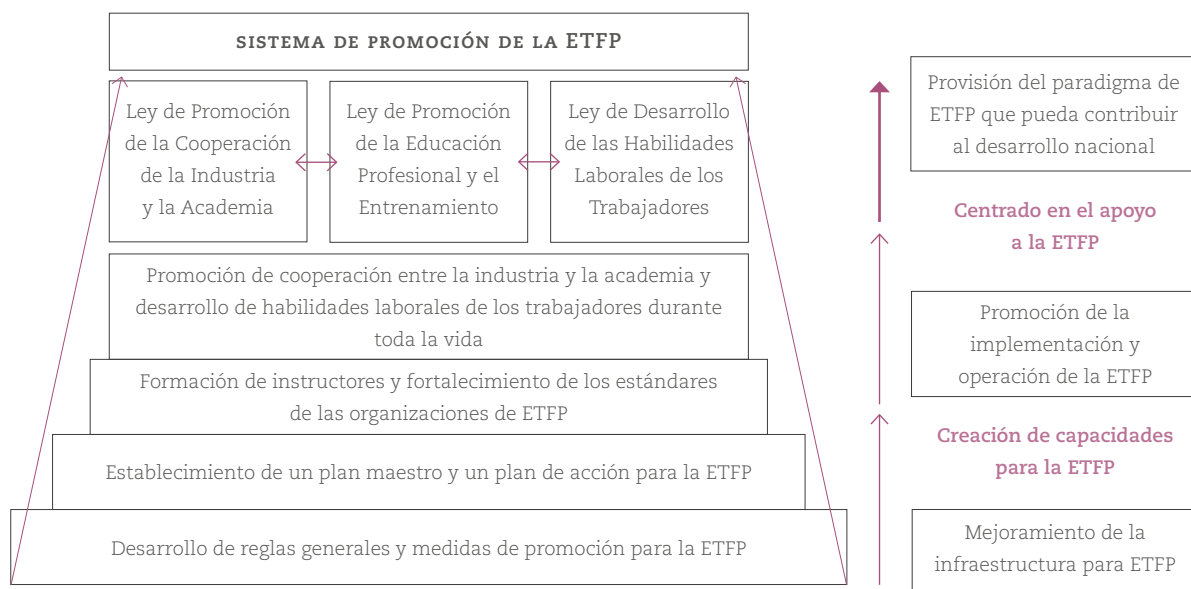 SISTEMA DE PROMOCIÓN DE LA ETFP
Ley de Promoción
de la Cooperación
de la Industria
y la Academia
Ley de Promoción
de la Educación
Profesional y el
Entrenamiento
Ley de Desarrollo
de las Habilidades
Laborales de los
Trabajadores
Promoción de cooperación entre la industria y la academia y
desarrollo de habilidades laborales de los trabajadores durante
toda la vida
Formación de instructores y fortalecimiento de los estándares
de las organizaciones de ETFP
Establecimiento de un plan maestro y un plan de acción para la ETFP
Desarrollo de reglas generales y medidas de promoción para la ETFP
Provisión del paradigma de
ETFP que pueda contribuir
al desarrollo nacional
Centrado en el apoyo
a la ETFP
Promoción de la
implementación y
operación de la ETFP
Creación de capacidades
para la ETFP
Mejoramiento de la
infraestructura para ETFP